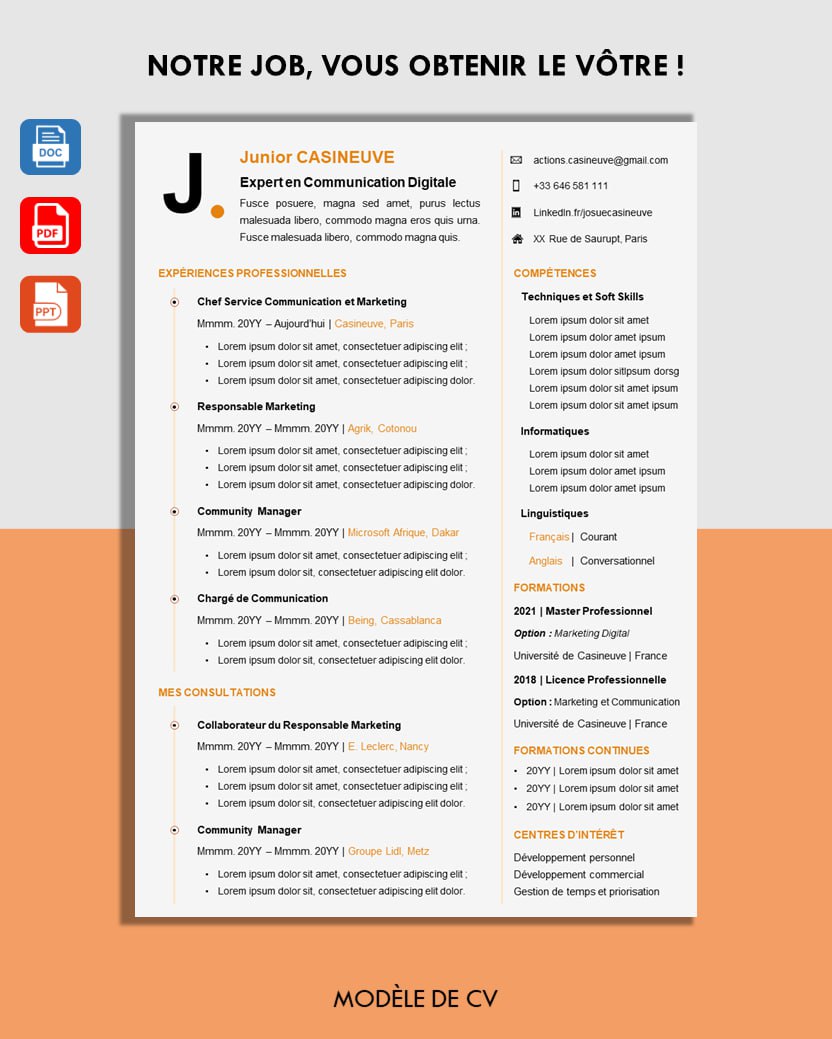 NOTRE JOB, VOUS OBTENIR LE VÔTRE !
DOC
PDF
PPT
J.
Junior CASINEUVE
Expert en Communication Digitale
Fusce posuere, magna sed amet, purus lectus
malesuada libero, commodo magna eros quis urna.
Fusce malesuada libero, commodo magna quis.
EXPÉRIENCES PROFESSIONNELLES
Chef Service Communication et Marketing
Mmmm. 20YY – Aujourd'hui | Casineuve, Paris
• Lorem ipsum dolor sit amet, consectetuer adipiscing elit ;
• Lorem ipsum dolor sit amet, consectetuer adipiscing elit ;
• Lorem ipsum dolor sit amet, consectetuer adipiscing dolor.
Responsable Marketing
Mmmm. 20YY – Mmmm. 20YY | Agrik, Cotonou
• Lorem ipsum dolor sit amet, consectetuer adipiscing elit ;
• Lorem ipsum dolor sit amet, consectetuer adipiscing elit ;
• Lorem ipsum dolor sit amet, consectetuer adipiscing dolor.
Community Manager
Mmmm. 20YY – Mmmm. 20YY | Microsoft Afrique, Dakar
• Lorem ipsum dolor sit amet, consectetuer adipiscing elit ;
• Lorem ipsum dolor sit, consectetuer adipiscing elit dolor.
Chargé de Communication
Mmmm. 20YY – Mmmm. 20YY | Being, Cassablanca
• Lorem ipsum dolor sit amet, consectetuer adipiscing elit ;
• Lorem ipsum dolor sit, consectetuer adipiscing elit dolor.
MES CONSULTATIONS
Collaborateur du Responsable Marketing
Mmmm. 20YY – Mmmm. 20YY | E. Leclerc, Nancy
• Lorem ipsum dolor sit amet, consectetuer adipiscing elit ;
• Lorem ipsum dolor sit amet, consectetuer adipiscing elit ;
• Lorem ipsum dolor sit, consectetuer adipiscing elit dolor.
Community Manager
Mmmm. 20YY – Mmmm. 20YY | Groupe Lidl, Metz
• Lorem ipsum dolor sit amet, consectetuer adipiscing elit ;
• Lorem ipsum dolor sit, consectetuer adipiscing elit dolor.
actions.casineuve@gmail.com
+33 646 581 111
LinkedIn.fr/josuecasineuve
XX Rue de Saurupt, Paris
COMPÉTENCES
Techniques et Soft Skills
Lorem ipsum dolor sit amet
Lorem ipsum dolor amet ipsum
Lorem ipsum dolor amet ipsum
Lorem ipsum dolor sitIpsum dorsg
Lorem ipsum dolor sit amet ipsum
Lorem ipsum dolor sit amet ipsum
Informatiques
Lorem ipsum dolor sit amet
Lorem ipsum dolor amet ipsum
Lorem ipsum dolor amet ipsum
Linguistiques
Français | Courant
Anglais | Conversationnel
FORMATIONS
2021 | Master Professionnel
Option : Marketing Digital
Université de Casineuve | France
2018 | Licence Professionnelle
Option : Marketing et Communication
Université de Casineuve | France
FORMATIONS CONTINUES
• 20YY | Lorem ipsum dolor sit amet
• 20YY | Lorem ipsum dolor sit amet
• 20YY | Lorem ipsum dolor sit amet
CENTRES D'INTÉRÊT
Développement personnel
Développement commercial
Gestion de temps et priorisation
MODÈLE DE CV